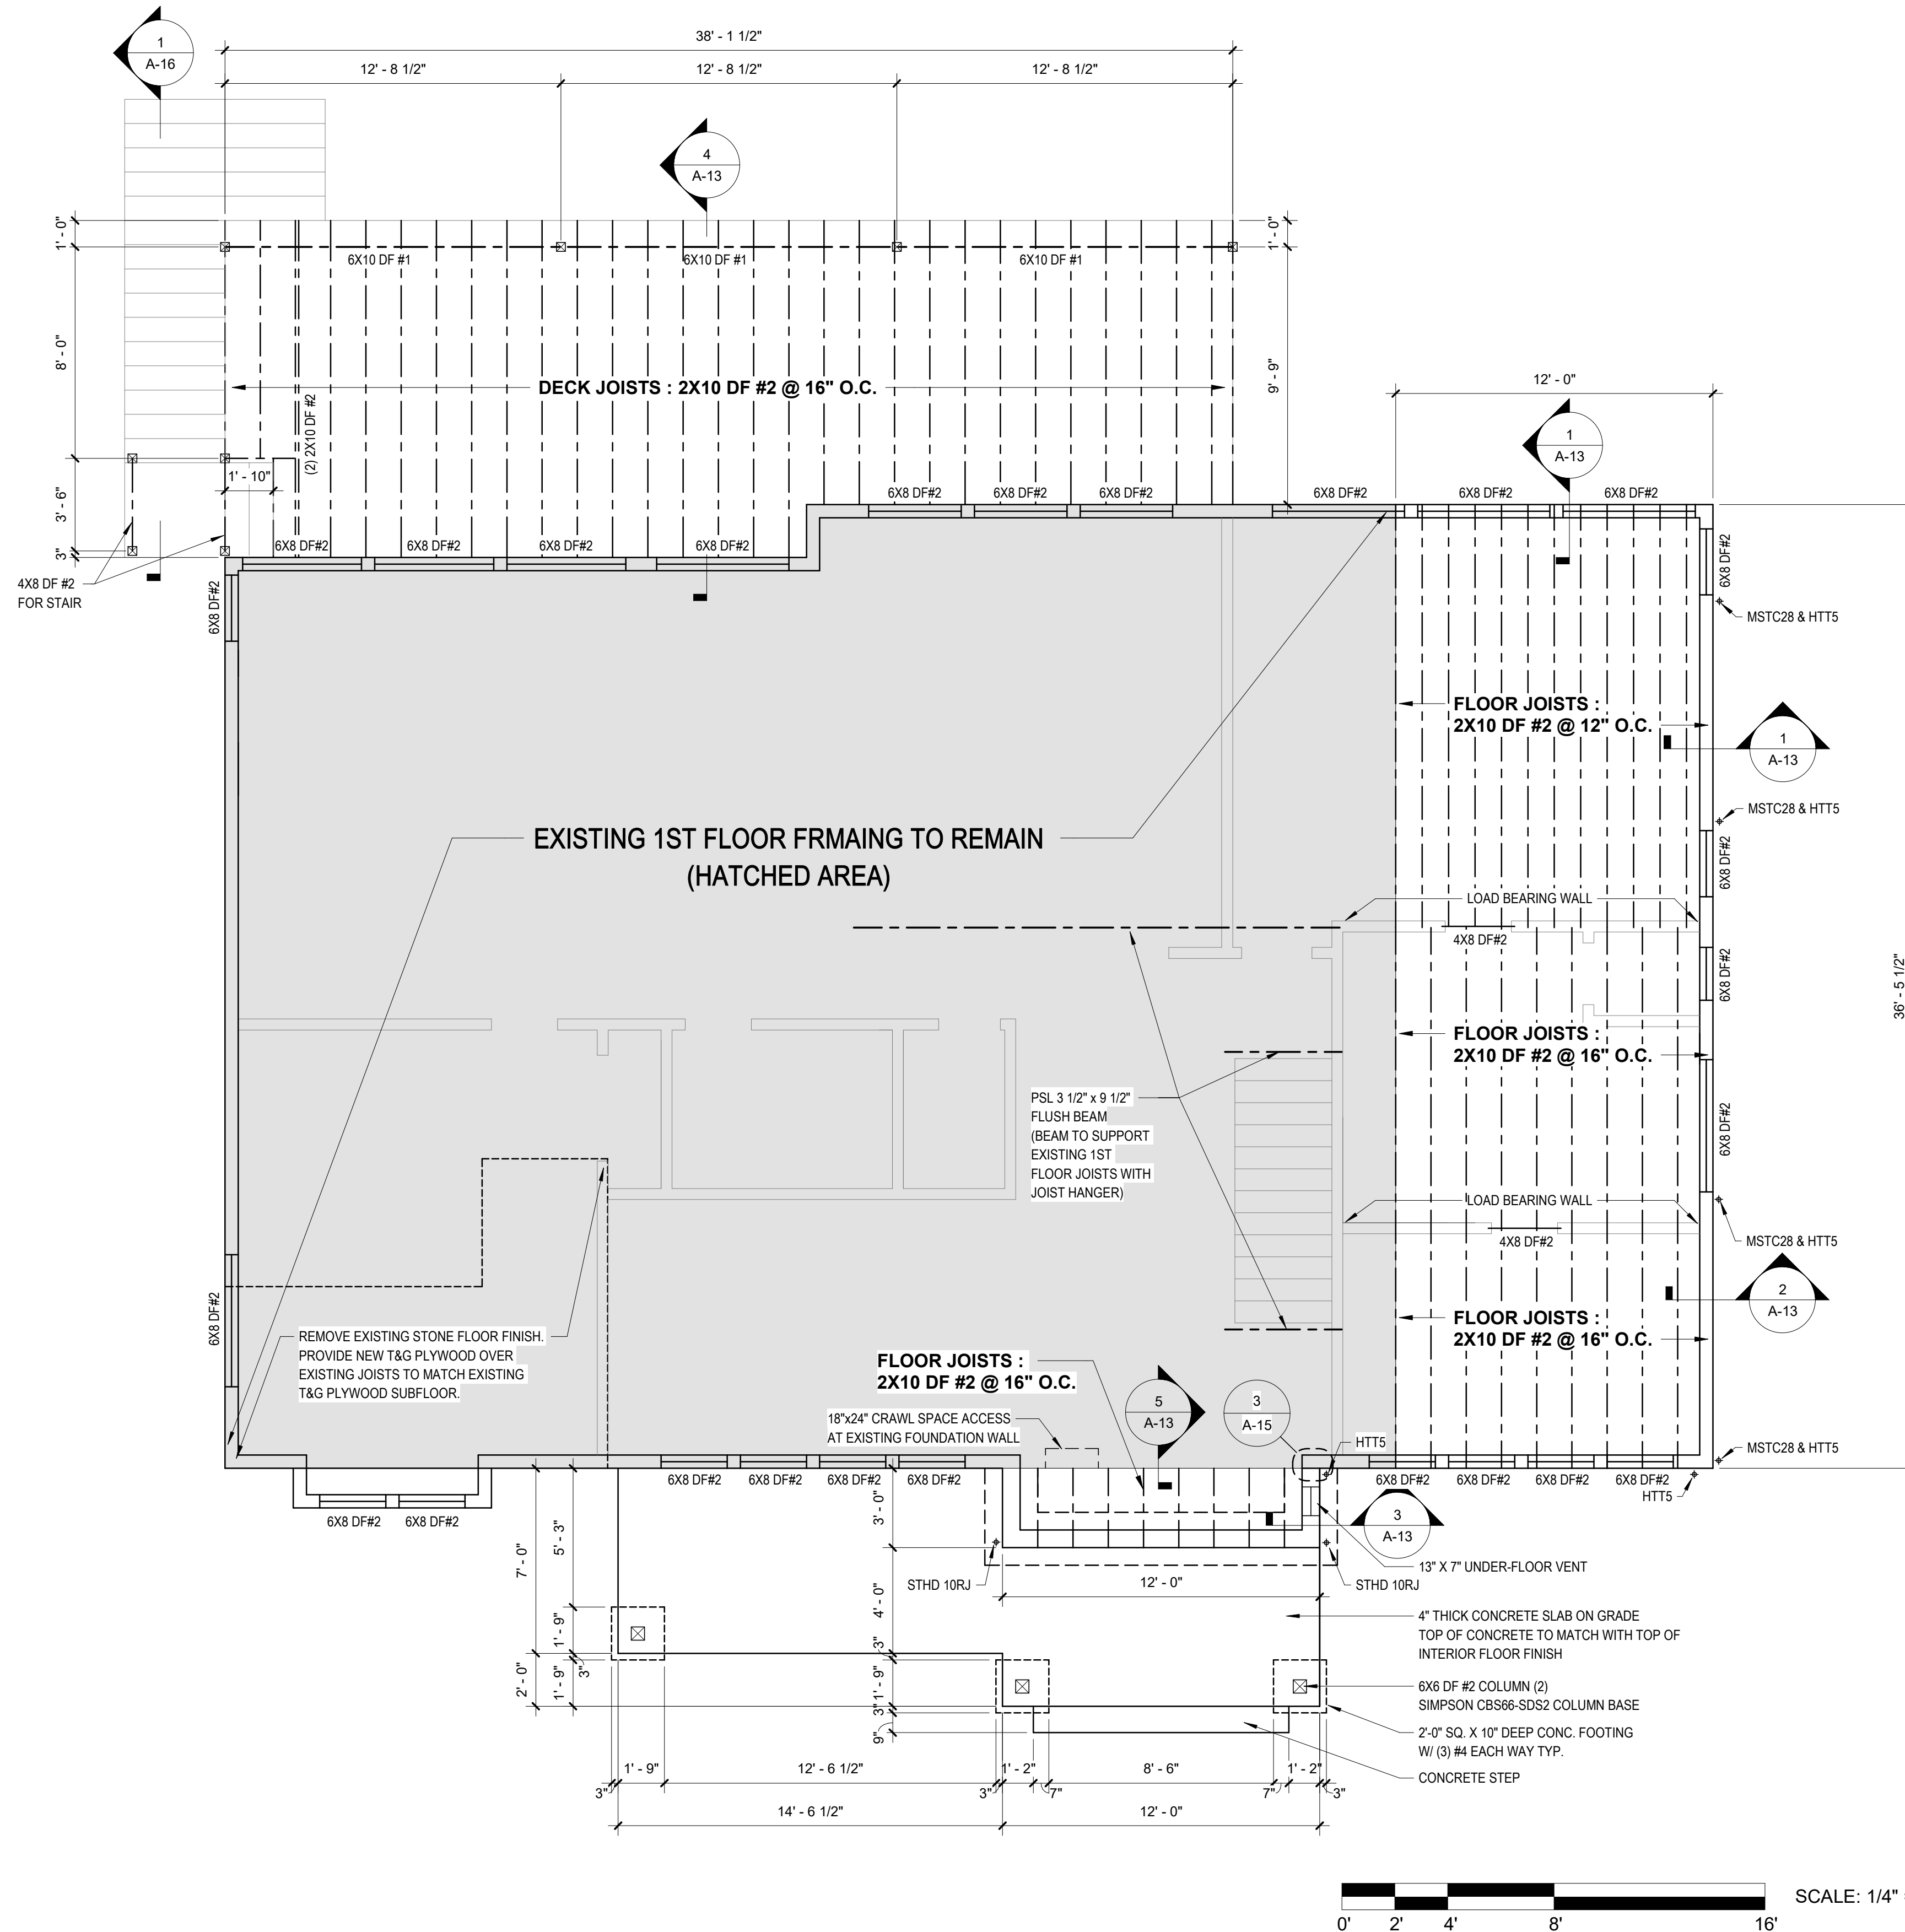 1
A-16
38' - 1 1/2"
12' - 8 1/2"
12' - 8 1/2"
12' - 8 1/2"
4
A-13
1' - 0"
1' - 0"
6X10 DF #1
6X10 DF #1
6X10 DF #1
8' - 0"
9' - 9"
DECK JOISTS : 2X10 DF #2 @ 16" O.C.
(2) 2X10 DF #2
12' - 0"
1
A-13
1' - 10"
3' - 6"
3"
6X8 DF#2
6X8 DF#2
6X8 DF#2
6X8 DF#2
6X8 DF#2
6X8 DF#2
6X8 DF#2
6X8 DF#2
6X8 DF#2
6X8 DF#2
4X8 DF #2
FOR STAIR
6X8 DF#2
6X8 DF#2
MSTC28 & HTT5
FLOOR JOISTS :
2X10 DF #2 @ 12" O.C.
1
A-13
MSTC28 & HTT5
EXISTING 1ST FLOOR FRMAING TO REMAIN
(HATCHED AREA)
6X8 DF#2
LOAD BEARING WALL
4X8 DF#2
6X8 DF#2
36' - 5 1/2"
FLOOR JOISTS :
2X10 DF #2 @ 16" O.C.
PSL 3 1/2" x 9 1/2"
FLUSH BEAM
(BEAM TO SUPPORT
EXISTING 1ST
FLOOR JOISTS WITH
JOIST HANGER)
6X8 DF#2
LOAD BEARING WALL
4X8 DF#2
MSTC28 & HTT5
2
A-13
6X8 DF#2
FLOOR JOISTS :
2X10 DF #2 @ 16" O.C.
REMOVE EXISTING STONE FLOOR FINISH.
PROVIDE NEW T&G PLYWOOD OVER
EXISTING JOISTS TO MATCH EXISTING
T&G PLYWOOD SUBFLOOR.
FLOOR JOISTS :
2X10 DF #2 @ 16" O.C.
5
A-13
3
A-15
18"x24" CRAWL SPACE ACCESS
AT EXISTING FOUNDATION WALL
HTT5
MSTC28 & HTT5
6X8 DF#2
6X8 DF#2
6X8 DF#2
6X8 DF#2
6X8 DF#2
6X8 DF#2
6X8 DF#2
6X8 DF#2
HTT5
6X8 DF#2
6X8 DF#2
3
A-13
3' - 0"
5' - 3"
7' - 0"
13" X 7" UNDER-FLOOR VENT
STHD 10RJ
12' - 0"
STHD 10RJ
4' - 0"
1' - 9"
4" THICK CONCRETE SLAB ON GRADE
TOP OF CONCRETE TO MATCH WITH TOP OF
INTERIOR FLOOR FINISH
3"
3"
2' - 0"
1' - 9"
1' - 9"
3"
9"
6X6 DF #2 COLUMN (2)
SIMPSON CBS66-SDS2 COLUMN BASE
2'-0" SQ. X 10" DEEP CONC. FOOTING
W/ (3) #4 EACH WAY TYP.
CONCRETE STEP
1' - 9"
12' - 6 1/2"
1' - 2"
8' - 6"
1' - 2"
3"
3"
7"
7"
3"
14' - 6 1/2"
12' - 0"
SCALE: 1/4"
0'
2'
4'
8'
16'